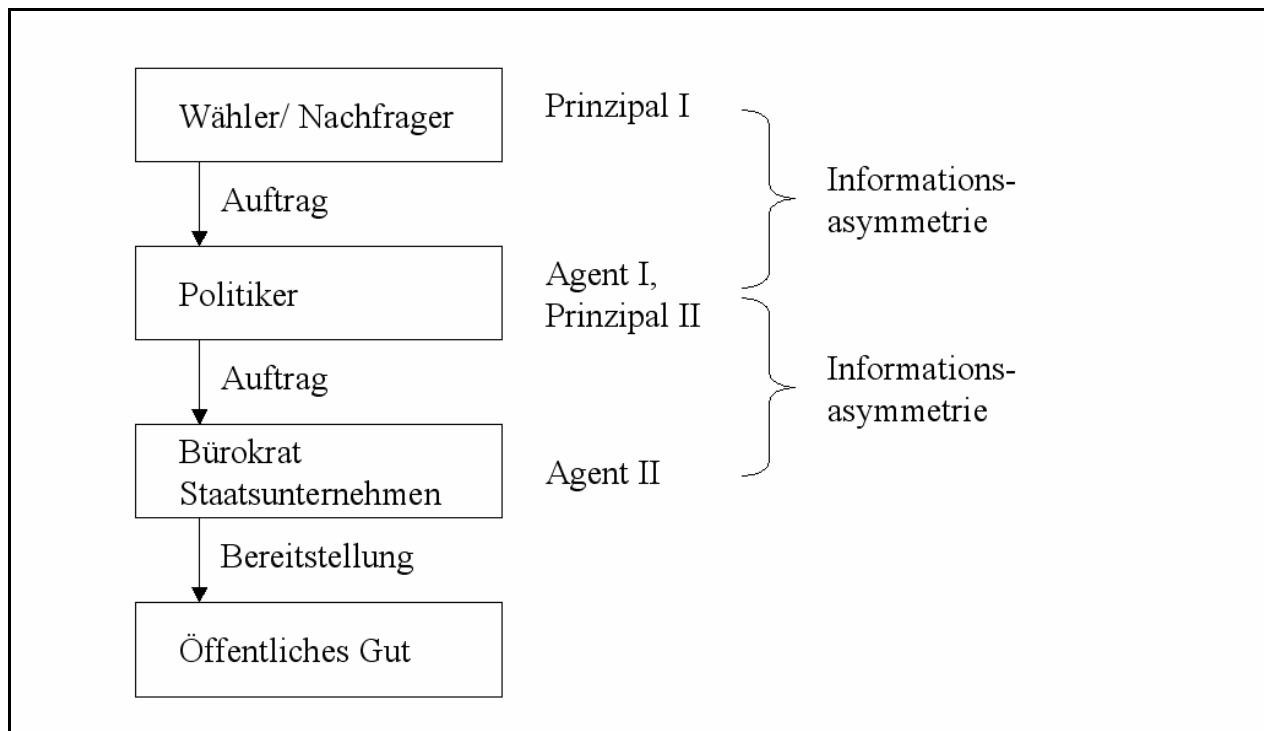 Wähler/ Nachfrager
Prinzipal I
Informations-
asymmetrie
Auftrag
Politiker
Agent I,
Prinzipal II
Auftrag
Informations-
asymmetrie
Bürokrat
Staatsunternehmen
Agent II
Bereitstellung
Öffentliches Gut